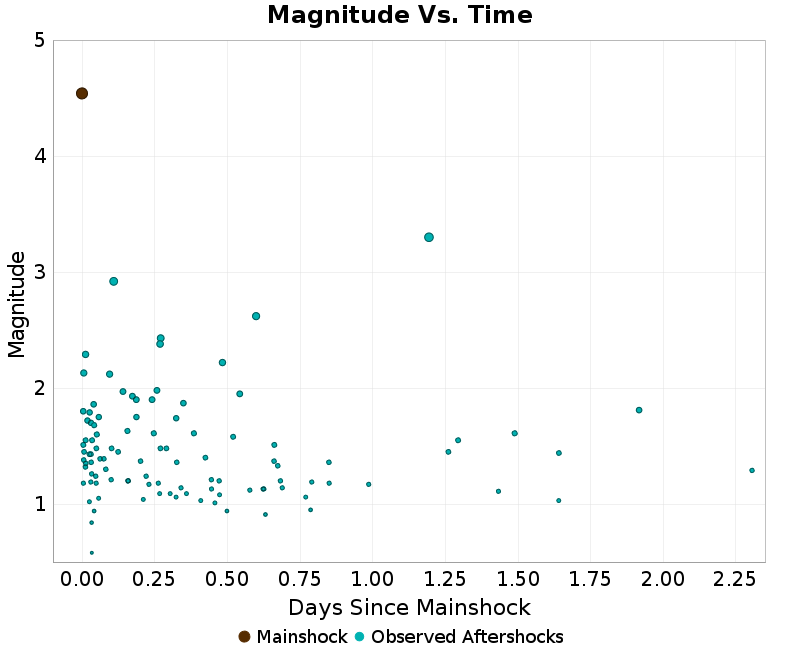 Magnitude Vs. Time
5
4
3
2
1
Magnitude
0.00 0.25 0.50 0.75 1.00 1.25 1.50 1.75 2.00 2.25
Days Since Mainshock
Mainshock Observed Aftershocks